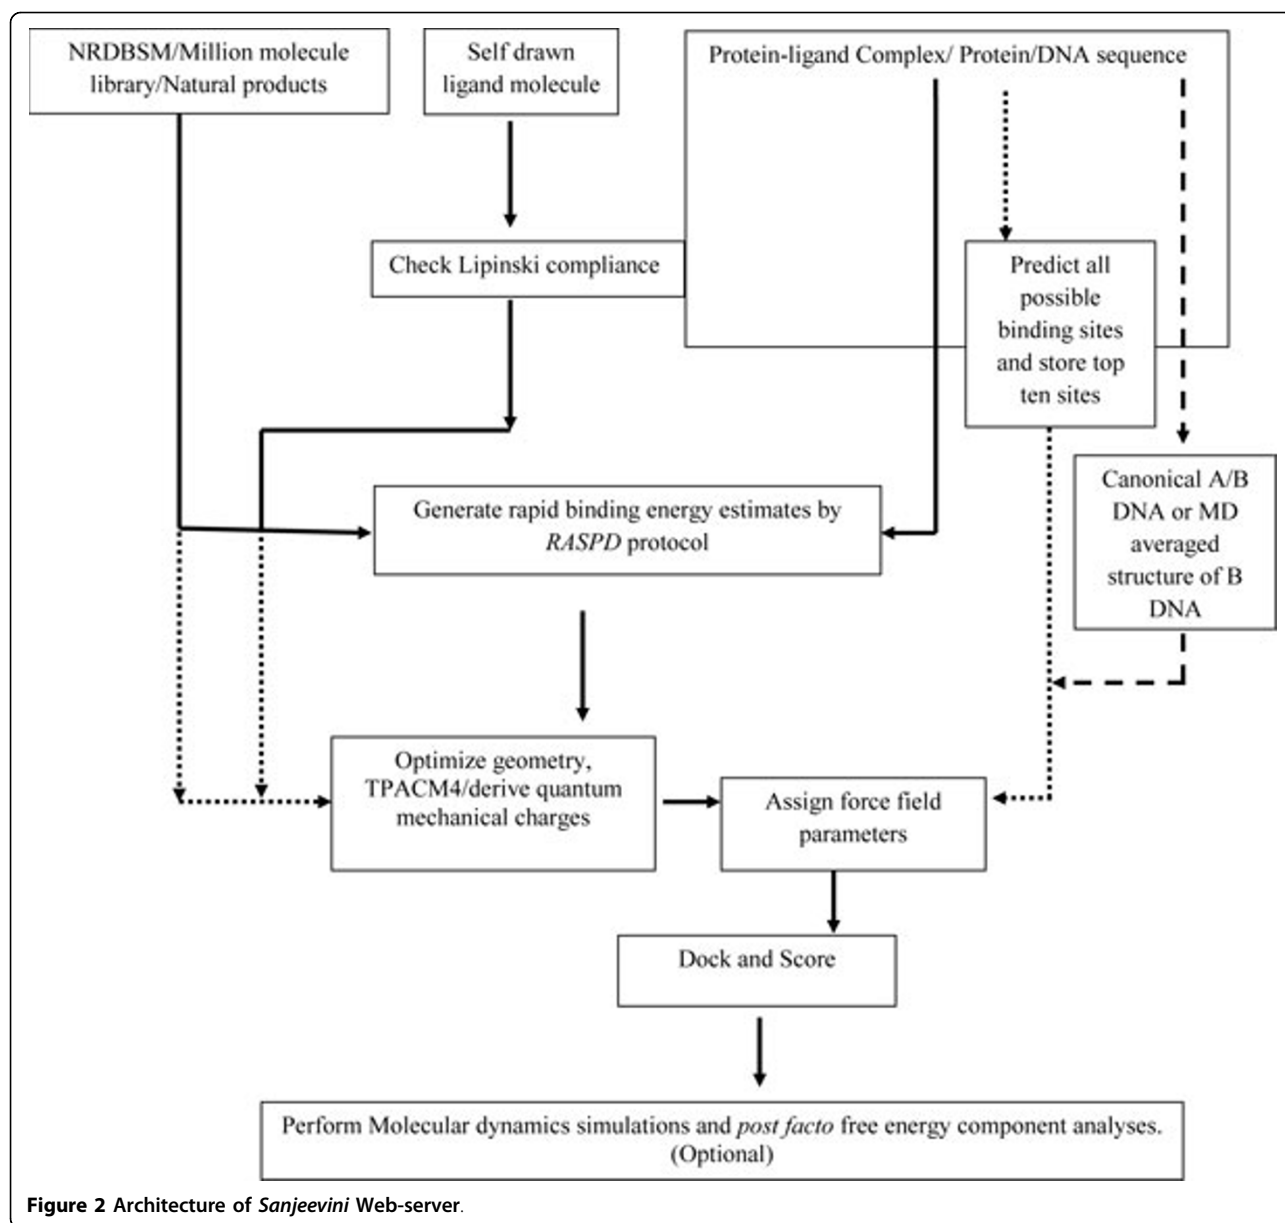 NRDBSM/Million molecule
library/Natural products
Self drawn
ligand molecule
Protein-ligand Complex/ Protein/DNA sequence
Check Lipinski compliance
Predict all
possible
binding sites
and store top
ten sites
Canonical A/B
DNA or MD
averaged
structure of B
DNA
Generate rapid binding energy estimates by
RASPD protocol
Optimize geometry,
TPACM4/derive quantum
mechanical charges
Assign force field
parameters
Dock and Score
Perform Molecular dynamics simulations and post facto free energy component analyses.
(Optional)
Figure 2 Architecture of Sanjeevini Web-server.